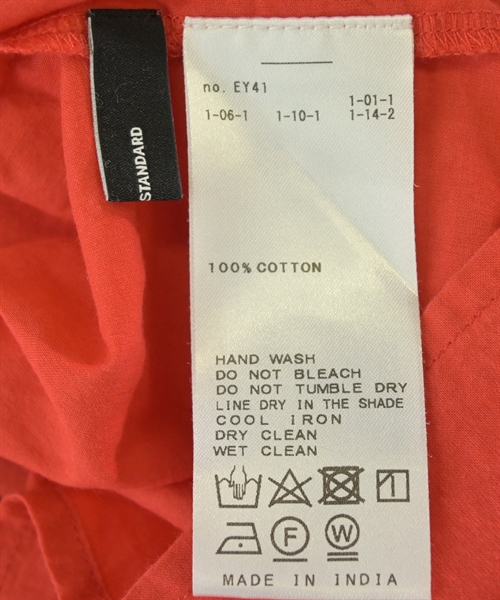 STANDARD
no. EY41
1-01-1
1-06-1 1-10-1 1-14-2
100% COTTON
HAND WASH
DO NOT BLEACH
DO NOT TUMBLE DRY
LINE DRY IN THE SHADE
COOL IRON
DRY CLEAN
WET CLEAN
F W
MADE IN INDIA